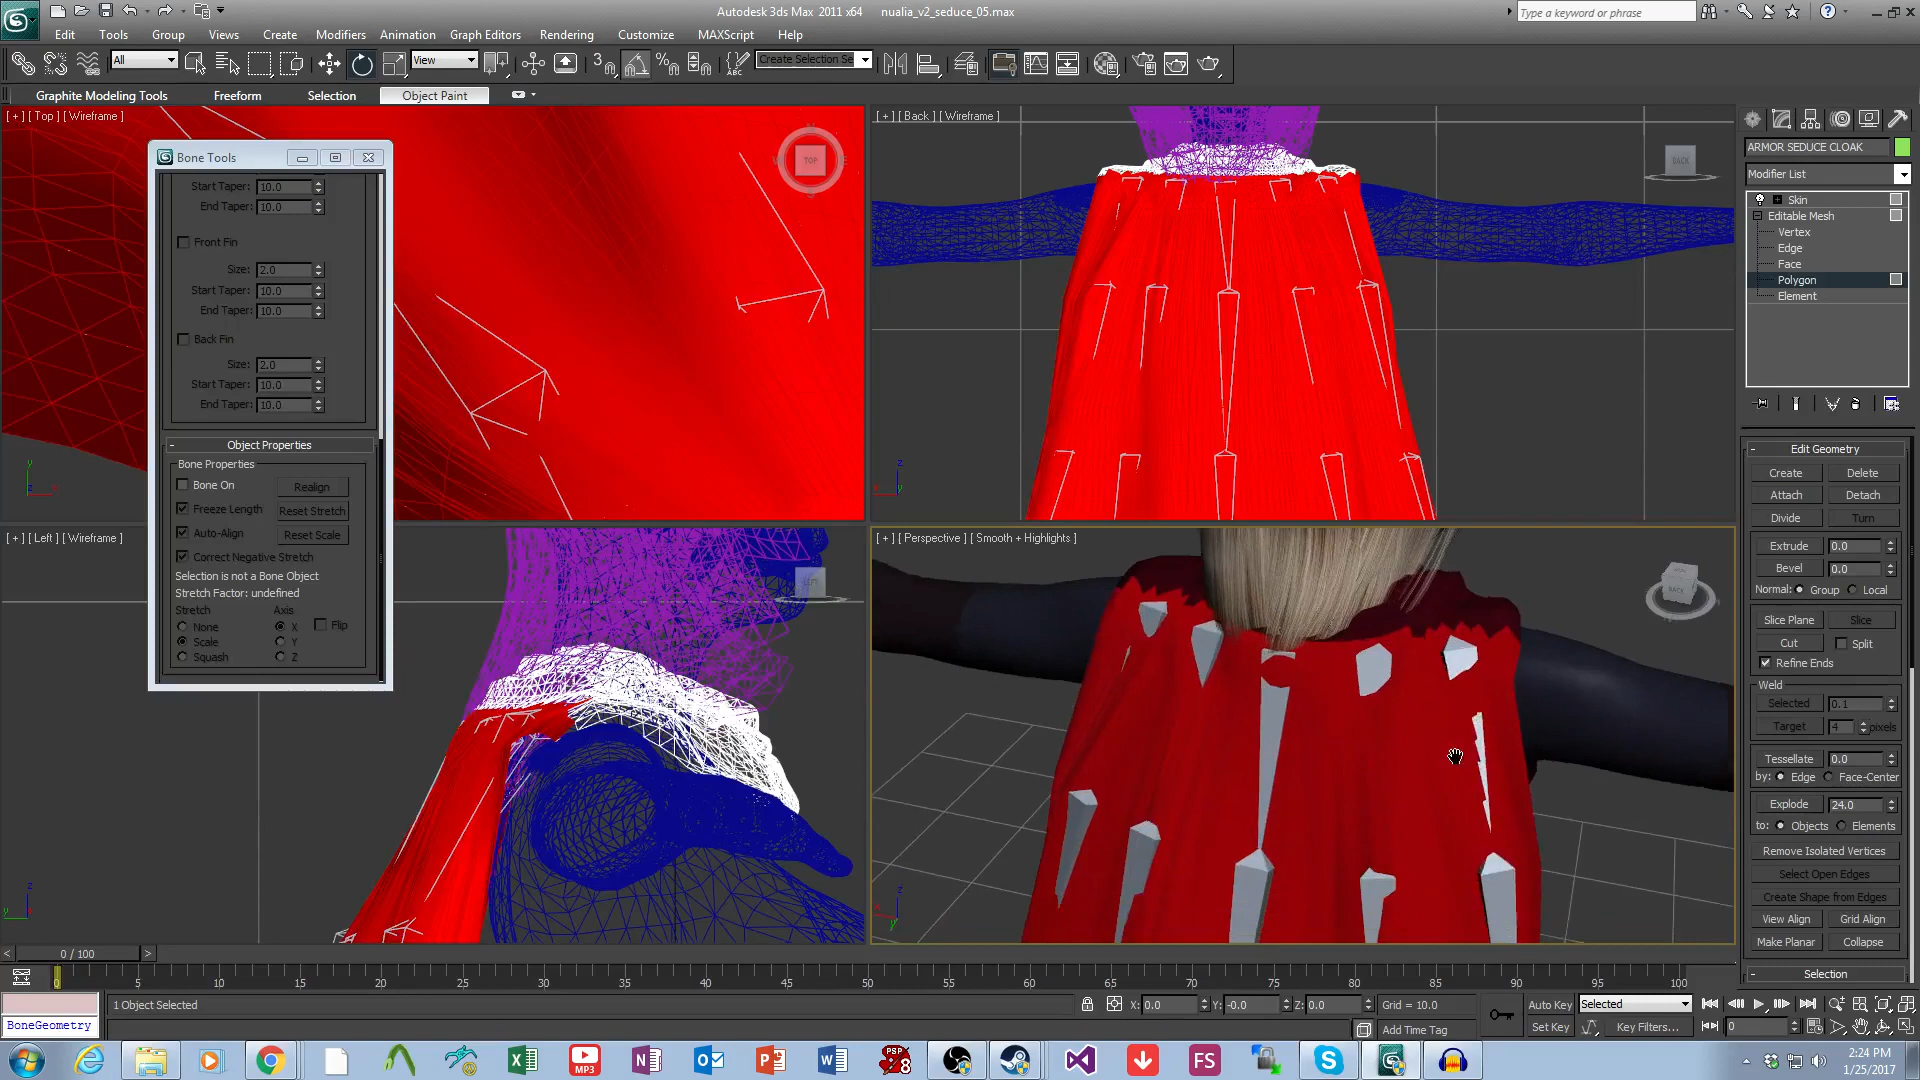 Autodesk 3ds Max 2011 x64 nualia_v2_seduce_05.max
Type a keyword or phrase
Edit Tools Group Views Create Modifiers Animation Graph Editors Rendering Customize MAXScript Help
All View Create Selection Se
Graphite Modeling Tools Freeform Selection Object Paint
[ + ] [ Top ] [ Wireframe ]
TOP
[ + ] [ Back ] [ Wireframe ]
BACK
Bone Tools
Start Taper: 10.0
End Taper: 10.0
Front Fin
Size: 2.0
Start Taper: 10.0
End Taper: 10.0
Back Fin
Size: 2.0
Start Taper: 10.0
End Taper: 10.0
Object Properties
Bone Properties
Bone On Realign
Freeze Length Reset Stretch
Auto-Align Reset Scale
Correct Negative Stretch
Selection is not a Bone Object
Stretch Factor: undefined
Stretch Axis
None X Flip
Scale Y
Squash Z
[ + ] [ Left ] [ Wireframe ]
[ + ] [ Perspective ] [ Smooth + Highlights ]
BACK
ARMOR SEDUCE CLOAK
Modifier List
Skin
Editable Mesh
Vertex
Edge
Face
Polygon
Element
Edit Geometry
Create Delete
Attach Detach
Divide Turn
Extrude 0.0
Bevel 0.0
Normal: Group Local
Slice Plane Slice
Cut Split
Refine Ends
Weld
Selected 0.1
Target 4 pixels
Tessellate 0.0
by: Edge Face-Center
Explode 24.0
to: Objects Elements
Remove Isolated Vertices
Select Open Edges
Create Shape from Edges
View Align Grid Align
Make Planar Collapse
Selection
0 / 100
0 5 10 15 20 25 30 35 40 45 50 55 60 65 70 75 80 85 90 95 100
1 Object Selected
X: 0.0 Y: -0.0 Z: 0.0 Grid = 10.0
Auto Key Selected
BoneGeometry
Add Time Tag
Set Key Key Filters... 0
MP3
PSP 8
FS
2:24 PM
1/25/2017